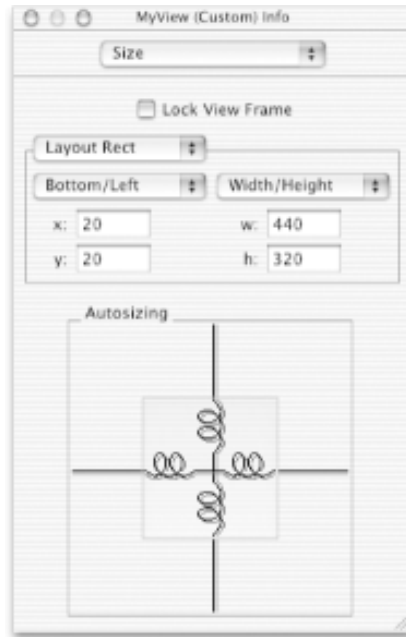 MyView (Custom) Info
Size
Lock View Frame
Layout Rect
Bottom/Left Width/Height
x: 20 w: 440
y: 20 h: 320
Autosizing